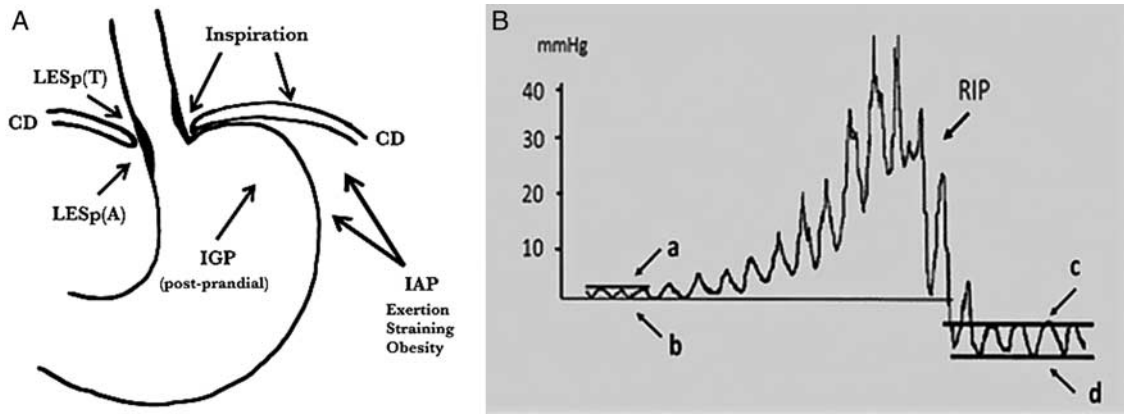 A
Inspiration
LESp(T)
CD
CD
LESp(A)
IGP
(post-prandial)
IAP
Exertion
Straining
Obesity
B
mmHg
40
30
20
10
RIP
a
b
c
d